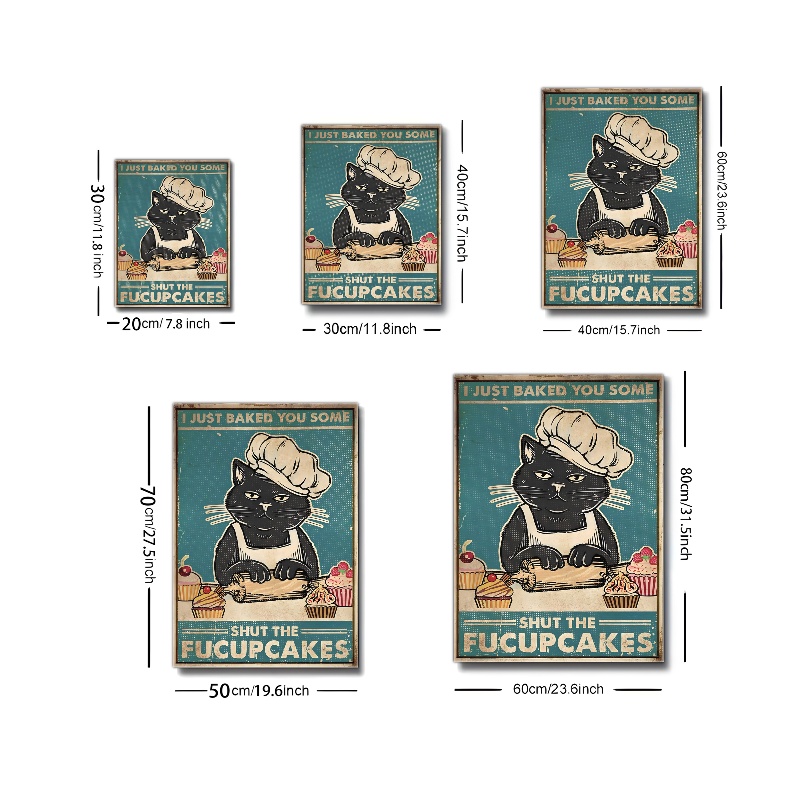 I JUST BAKED YOU SOME
SHUT THE
FUCUPCAKES
30cm/11.8 inch
20cm/ 7.8 inch
I JUST BAKED YOU SOME
SHUT THE
FUCUPCAKES
40cm/15.7inch
30cm/11.8inch
I JUST BAKED YOU SOME
SHUT THE
FUCUPCAKES
60cm/23.6inch
40cm/15.7inch
I JUST BAKED YOU SOME
SHUT THE
FUCUPCAKES
70cm/27.5inch
50cm/19.6inch
I JUST BAKED YOU SOME
SHUT THE
FUCUPCAKES
80cm/31.5inch
60cm/23.6inch